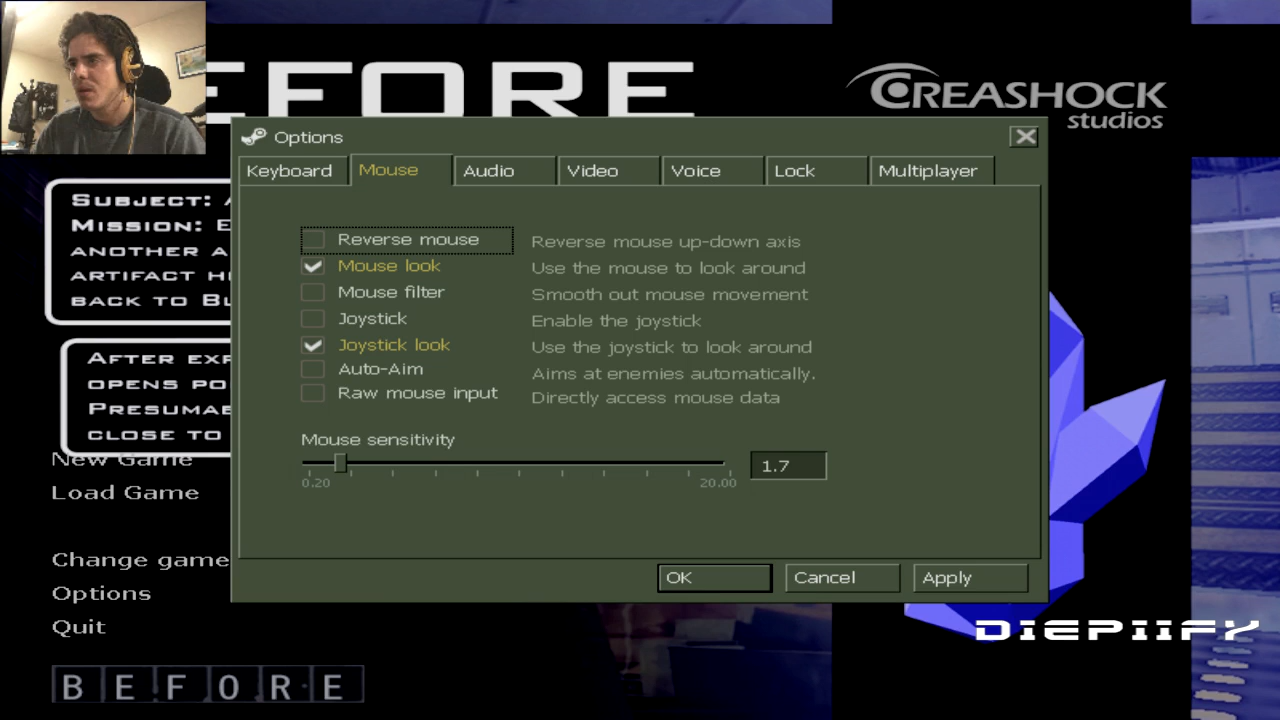 BEFORE
CREASHOCK
studios
Options
Keyboard
Mouse
Audio
Video
Voice
Lock
Multiplayer
Subject:
Mission: E
another a
artifact
back to
Reverse mouse
Reverse mouse up-down axis
Mouse look
Use the mouse to look around
Mouse filter
Smooth out mouse movement
Joystick
Enable the joystick
Joystick look
Use the joystick to look around
Auto-Aim
Aims at enemies automatically.
Raw mouse input
Directly access mouse data
After
opens
close to
Mouse sensitivity
1.7
0.20
20.00
New Game
Load Game
Change game
Options
Quit
OK
Cancel
Apply
DIEPIIFY
BEFORE